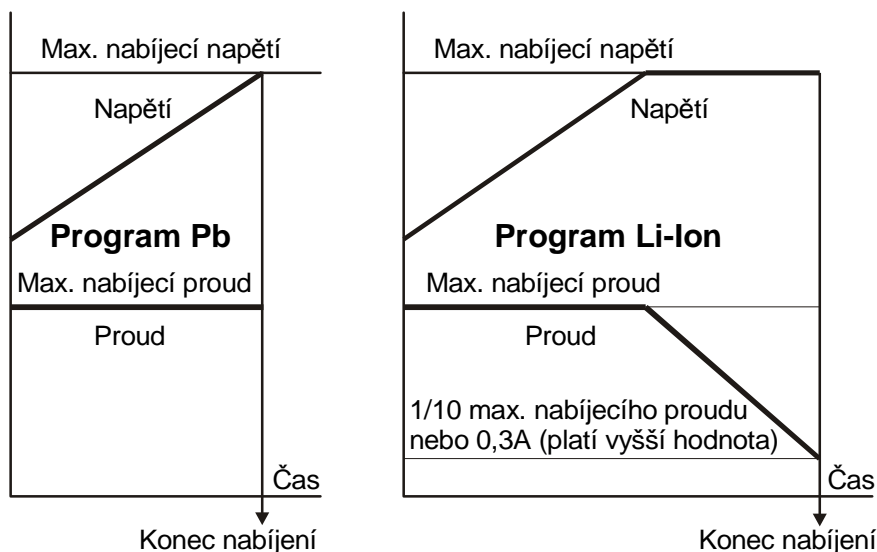 Max. nabíjecí napětí
Napětí
Program Pb
Max. nabíjecí proud
Proud
Čas
Konec nabíjení
Max. nabíjecí napětí
Napětí
Program Li-Ion
Max. nabíjecí proud
Proud
1/10 max. nabíjecího proudu
nebo 0,3A (platí vyšší hodnota)
Čas
Konec nabíjení